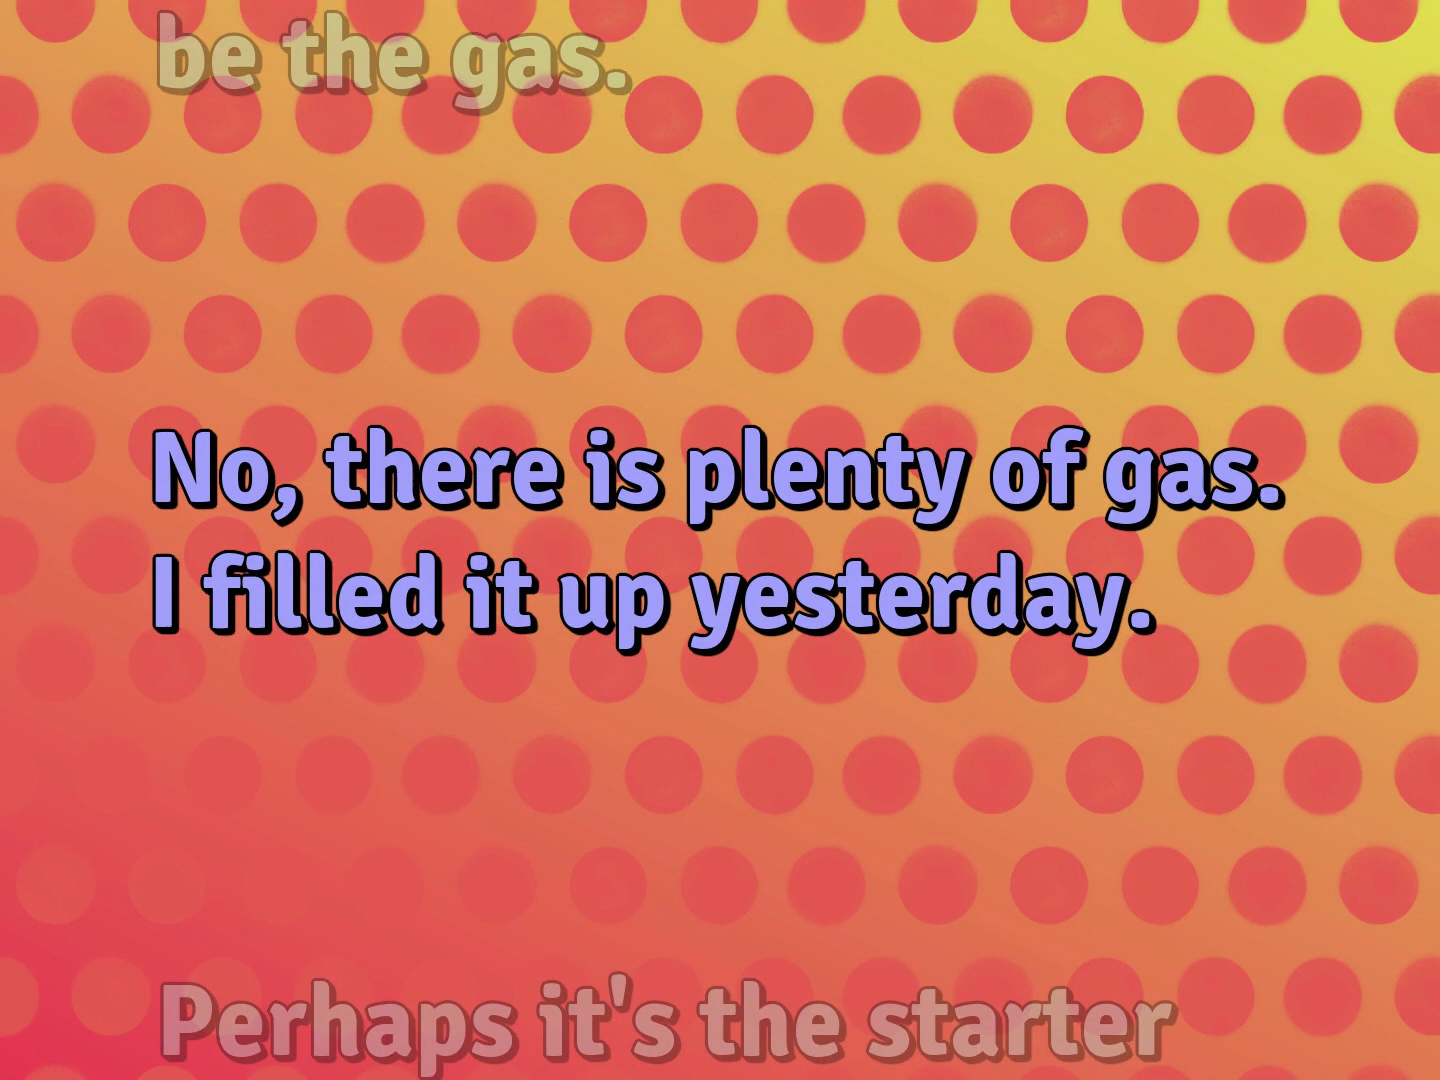 be the gas.
No, there is plenty of gas.
I filled it up yesterday.
Perhaps it's the starter